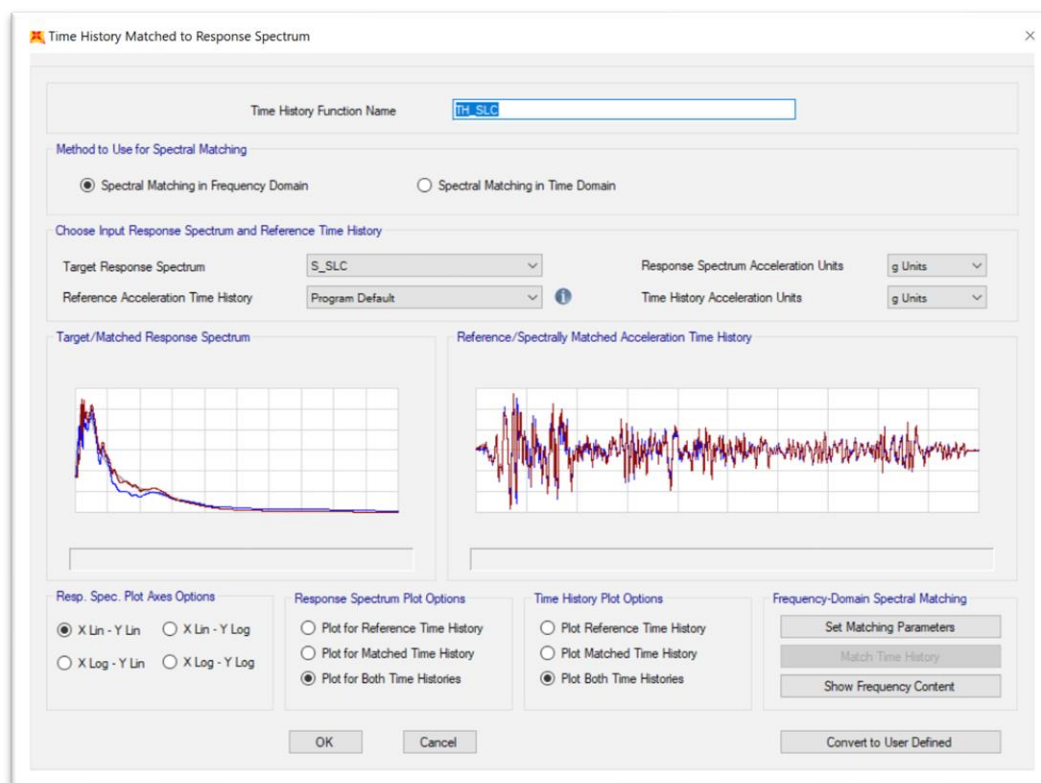 Time History Matched to Response Spectrum
Time History Function Name
TH_SLC
Method to Use for Spectral Matching
Spectral Matching in Frequency Domain
Spectral Matching in Time Domain
Choose Input Response Spectrum and Reference Time History
Target Response Spectrum
S_SLC
Response Spectrum Acceleration Units
g Units
Reference Acceleration Time History
Program Default
Time History Acceleration Units
g Units
Target/Matched Response Spectrum
Reference/Spectrally Matched Acceleration Time History
Resp. Spec. Plot Axes Options
X Lin - Y Lin
X Lin - Y Log
X Log - Y Lin
X Log - Y Log
Response Spectrum Plot Options
Plot for Reference Time History
Plot for Matched Time History
Plot for Both Time Histories
Time History Plot Options
Plot Reference Time History
Plot Matched Time History
Plot Both Time Histories
Frequency-Domain Spectral Matching
Set Matching Parameters
Match Time History
Show Frequency Content
OK
Cancel
Convert to User Defined